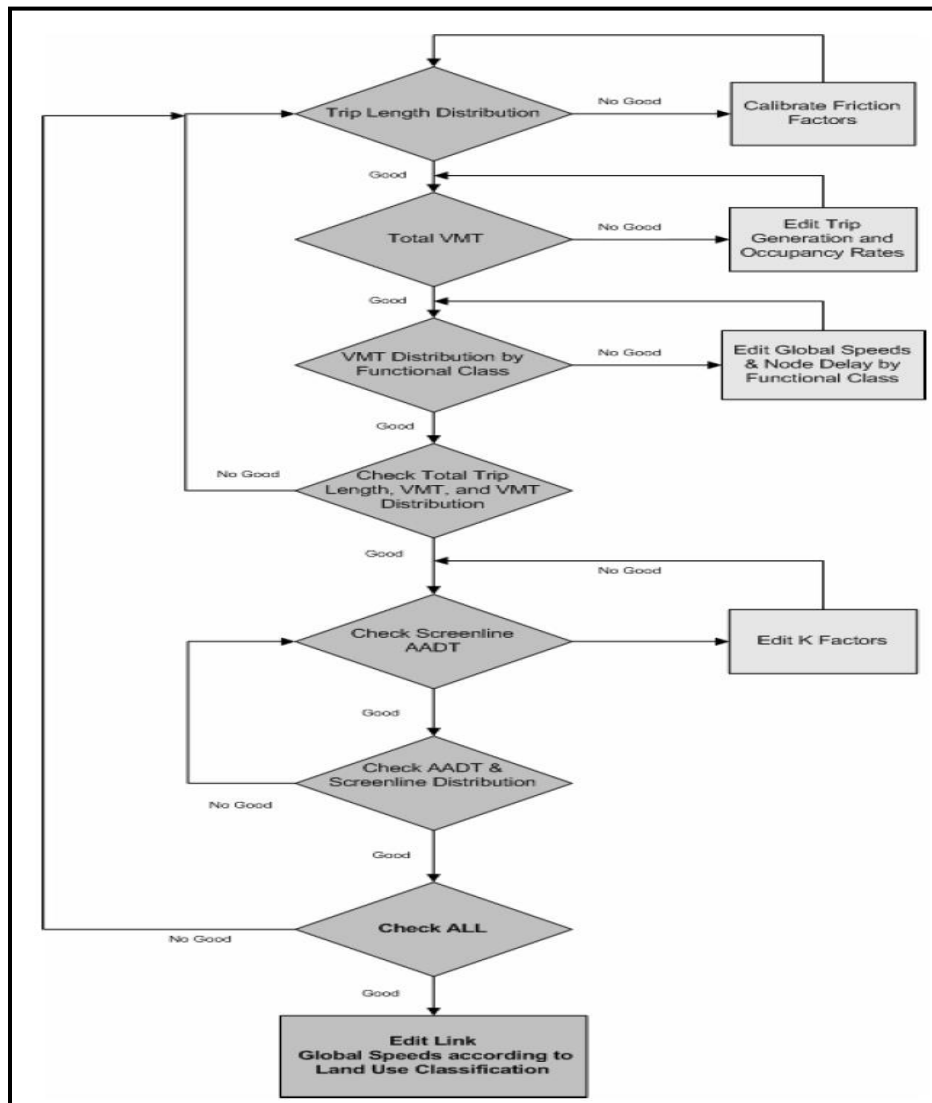 Trip Length Distribution
No Good
Calibrate Friction
Factors
Good
Total VMT
No Good
Edit Trip
Generation and
Occupancy Rates
Good
VMT Distribution by
Functional Class
No Good
Edit Global Speeds
& Node Delay by
Functional Class
Good
No Good
Check Total Trip
Length, VMT, and VMT
Distribution
Good
No Good
Check Screenline
AADT
Edit K Factors
Good
Check AADT &
Screenline Distribution
No Good
Good
Check ALL
No Good
Good
Edit Link
Global Speeds according to
Land Use Classification